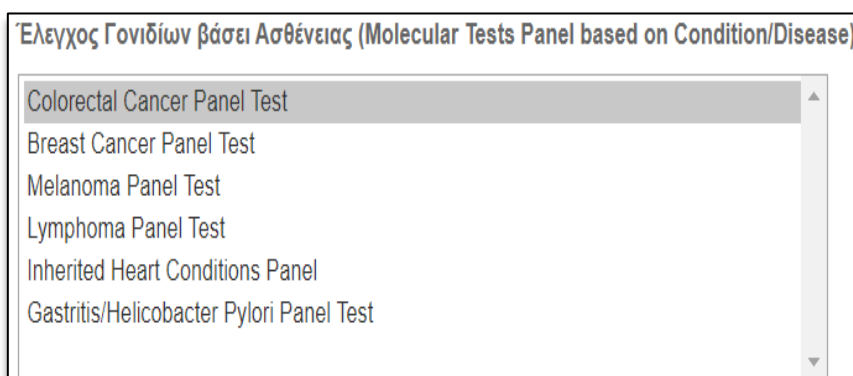 Έλεγχος Γονιδίων βάσει Ασθένειας (Molecular Tests Panel based on Condition/Disease)
Colorectal Cancer Panel Test
Breast Cancer Panel Test
Melanoma Panel Test
Lymphoma Panel Test
Inherited Heart Conditions Panel
Gastritis/Helicobacter Pylori Panel Test